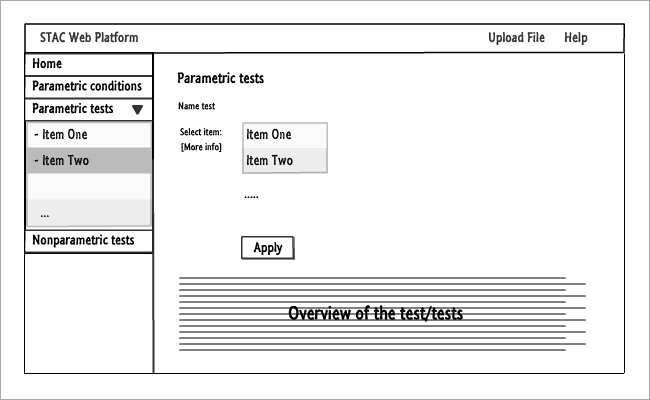 STAC Web Platform
Upload File
Help
Home
Parametric conditions
Parametric tests
- Item One
- Item Two
...
Nonparametric tests
Parametric tests
Name test
Select item:
[More info]
Item One
Item Two
.....
Apply
Overview of the test/tests